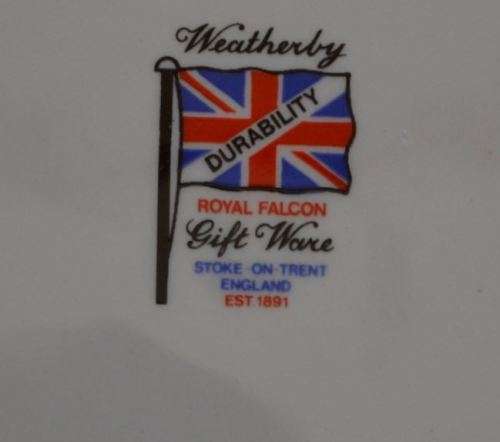 Weatherby
DURABILITY
ROYAL FALCON
Gift Ware
STOKE-ON-TRENT
ENGLAND
EST 1891